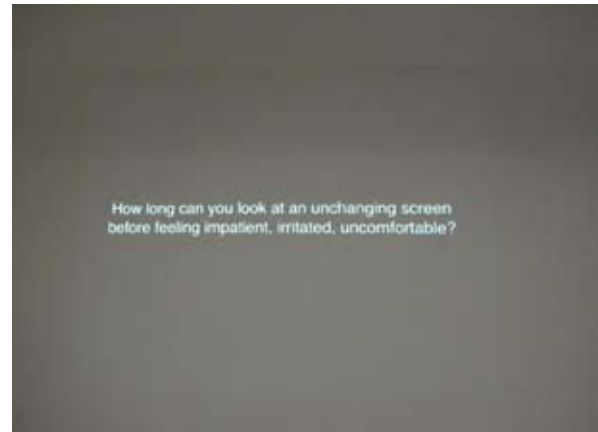 How long can you look at an unchanging screen
before feeling impatient, irritated, uncomfortable?